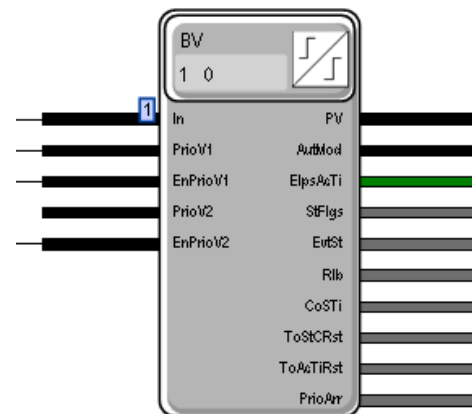 BV
1 0
1
In PV
PrioV1 AutMod
EnPrioV1 ElpsAcTi
PrioV2 StFlgs
EnPrioV2 EvtSt
Rlb
CoSTi
ToStCRst
ToAcTiRst
PrioArr